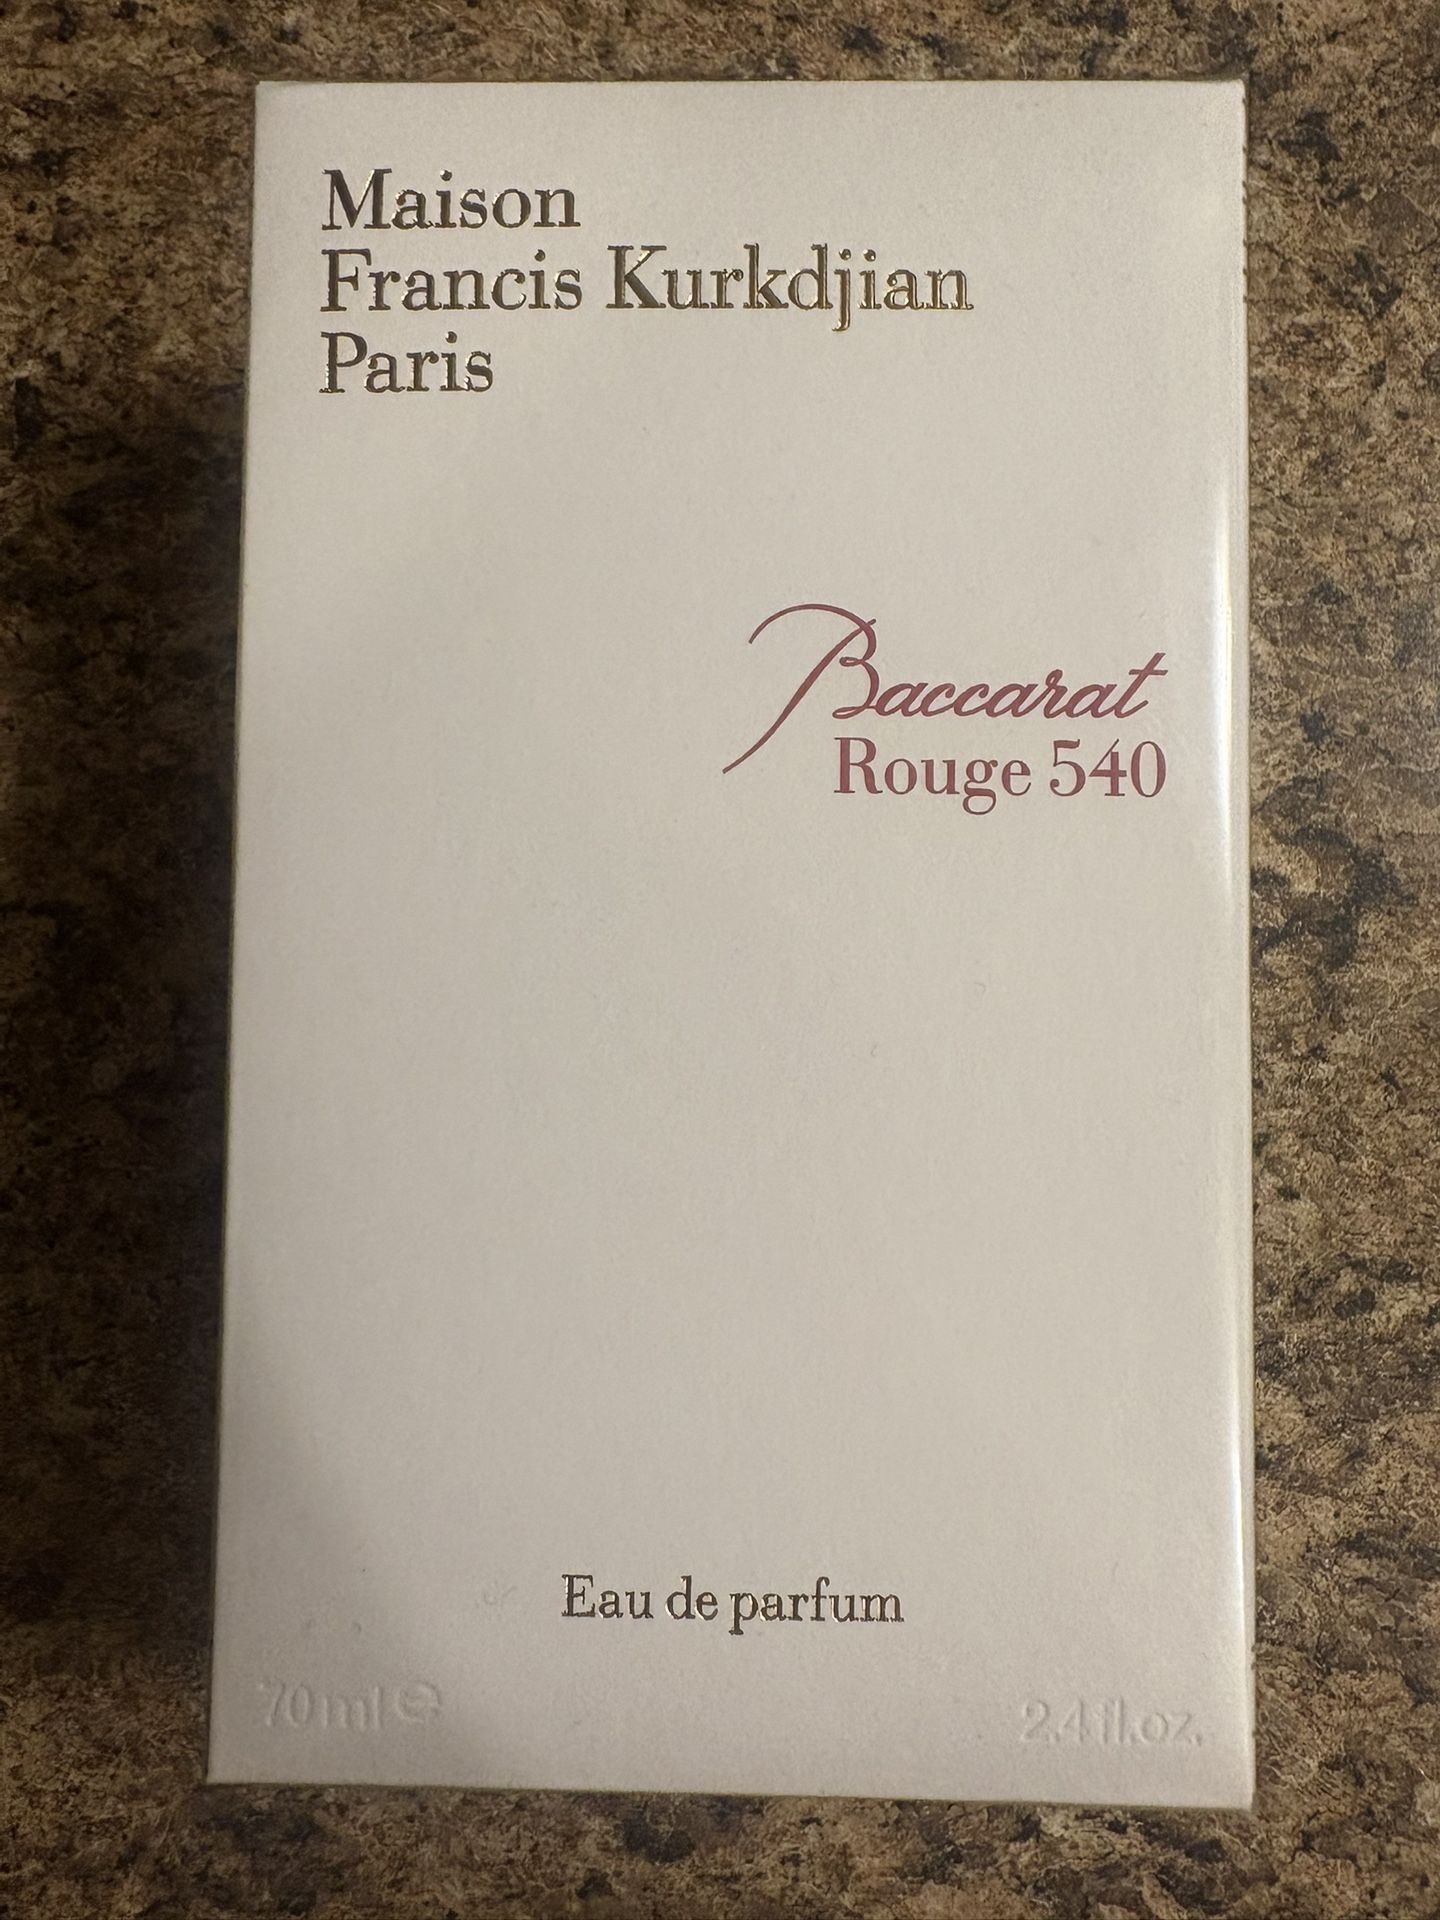 Maison
Francis Kurkdjian
Paris
Baccarat
Rouge 540
Eau de parfum
70 ml ℮
2.4 fl.oz.